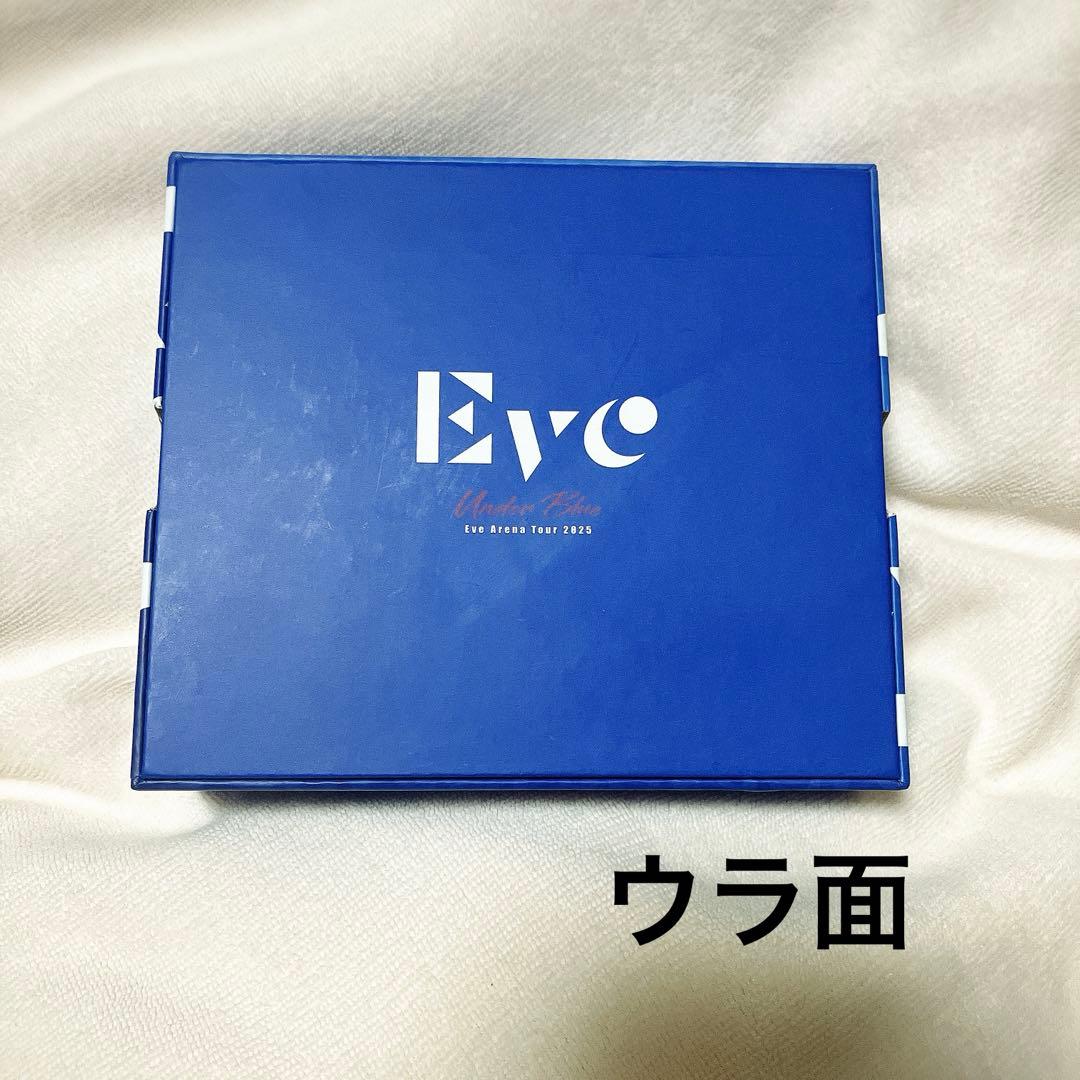 Eve
Under Blue
Eve Arena Tour 2025
ウラ面